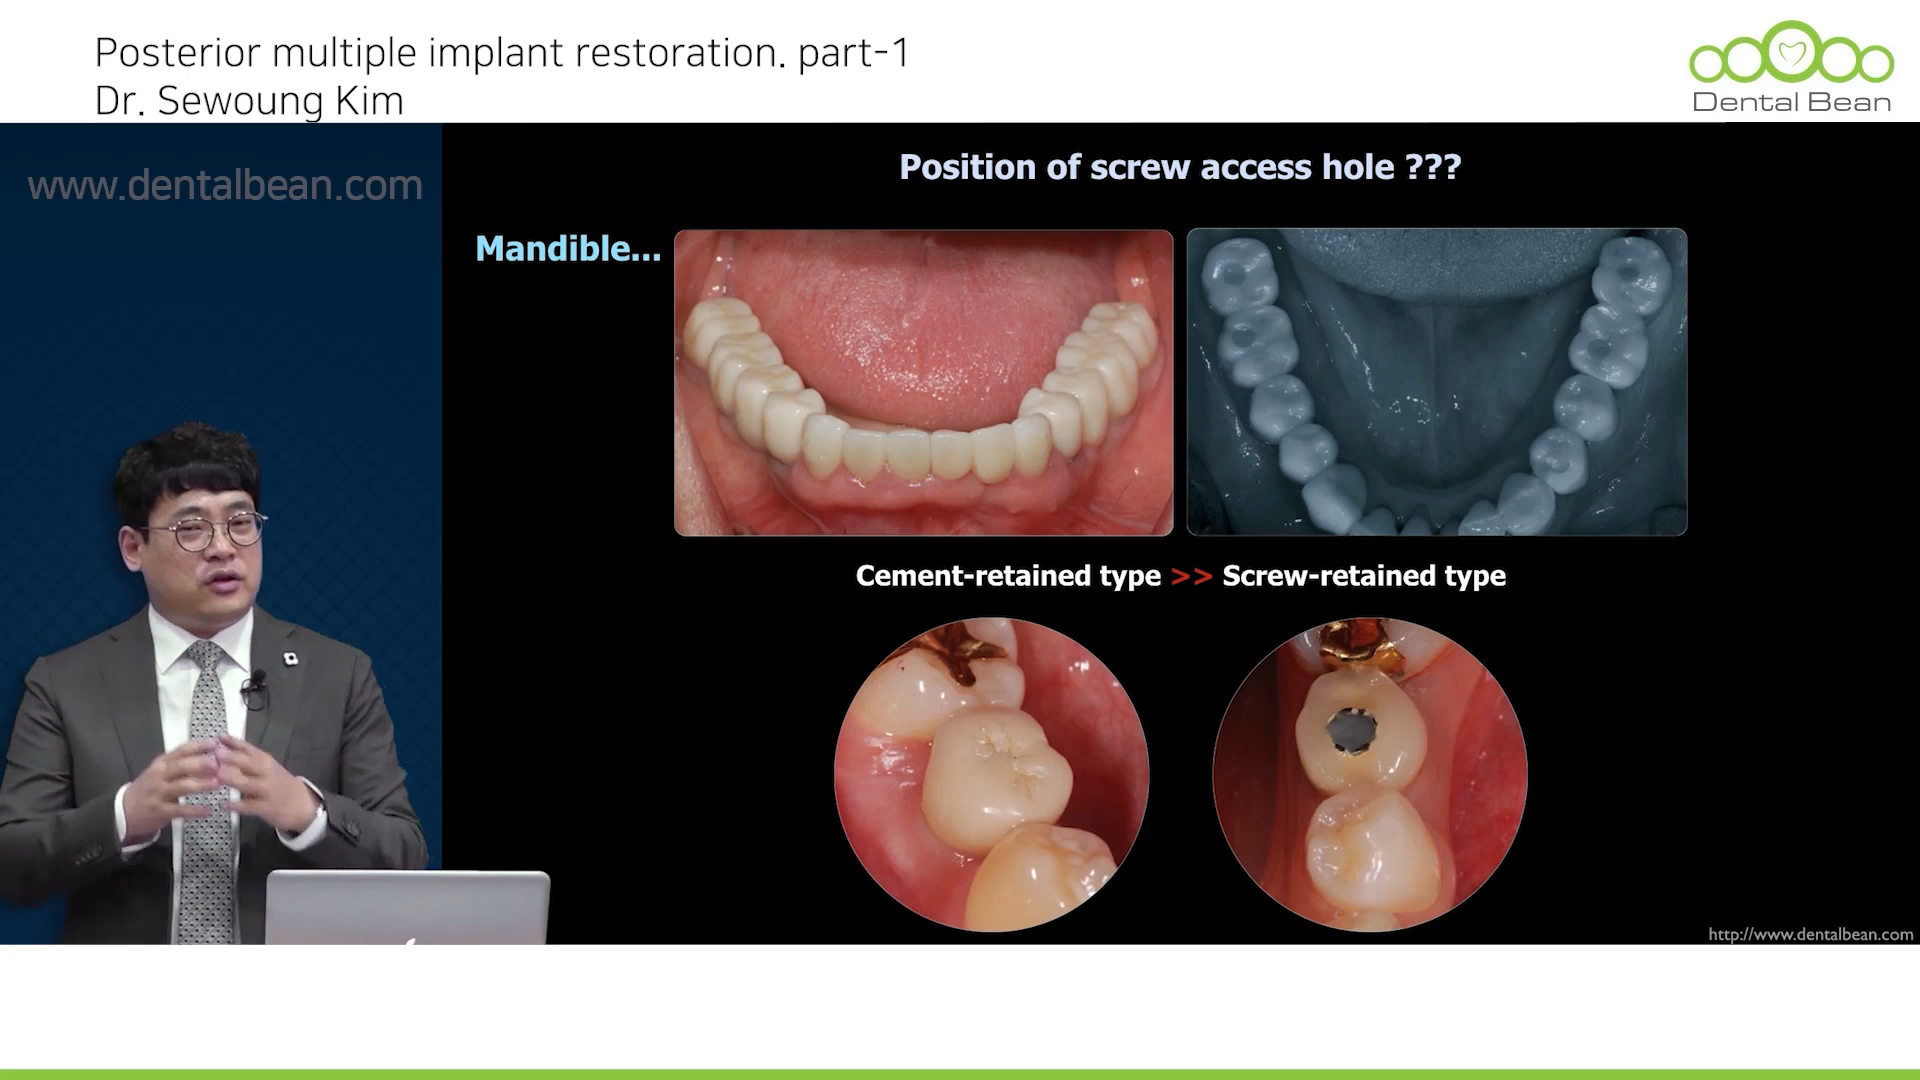 Posterior multiple implant restoration. part-1
Dr. Sewoung Kim
Dental Bean
www.dentalbean.com
Position of screw access hole ???
Mandible...
Cement-retained type >> Screw-retained type
http://www.dentalbean.com